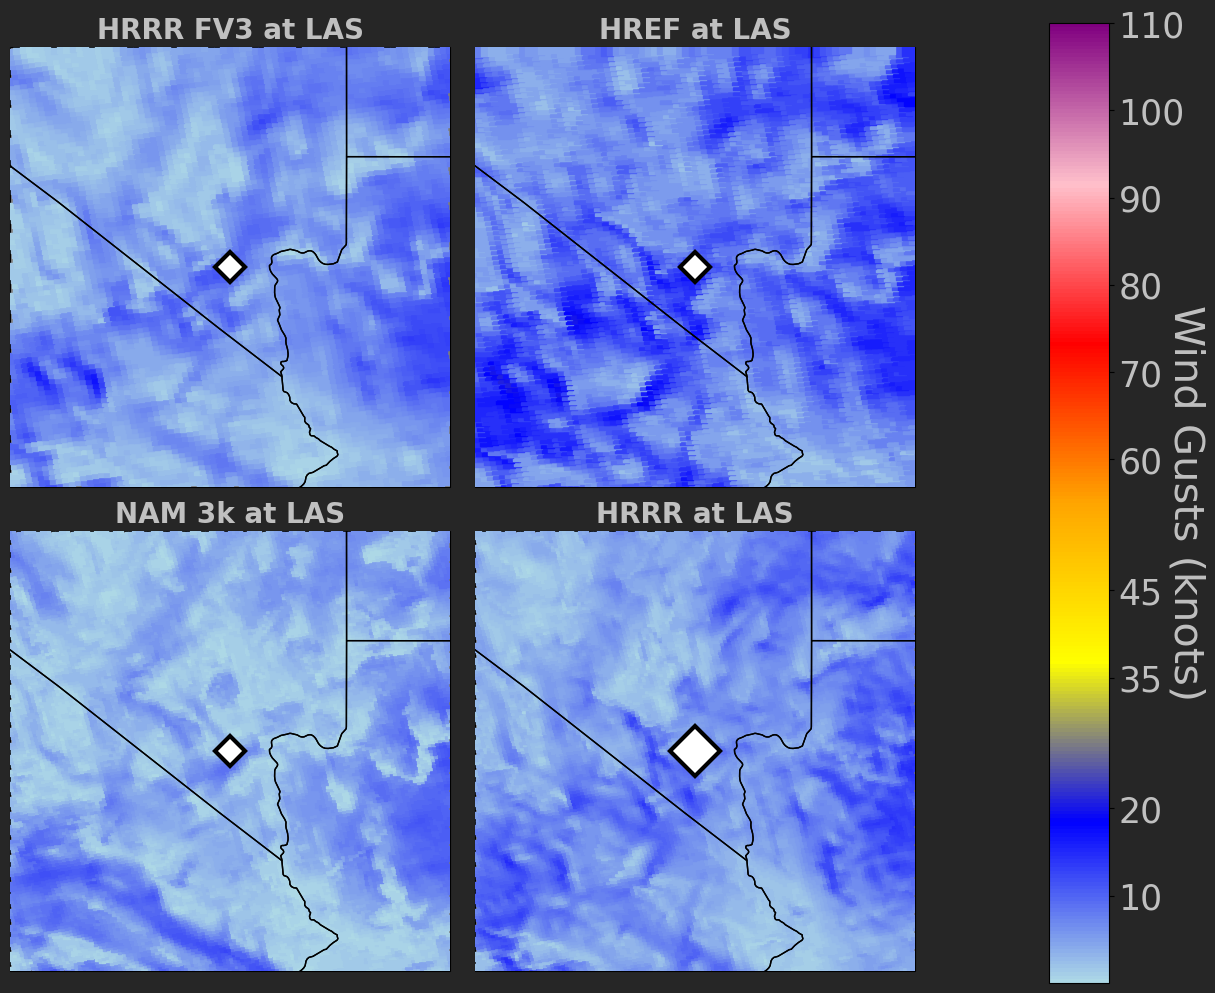 HRRR FV3 at LAS
HREF at LAS
NAM 3k at LAS
HRRR at LAS
110
100
90
80
70
60
45
35
20
10
Wind Gusts (knots)